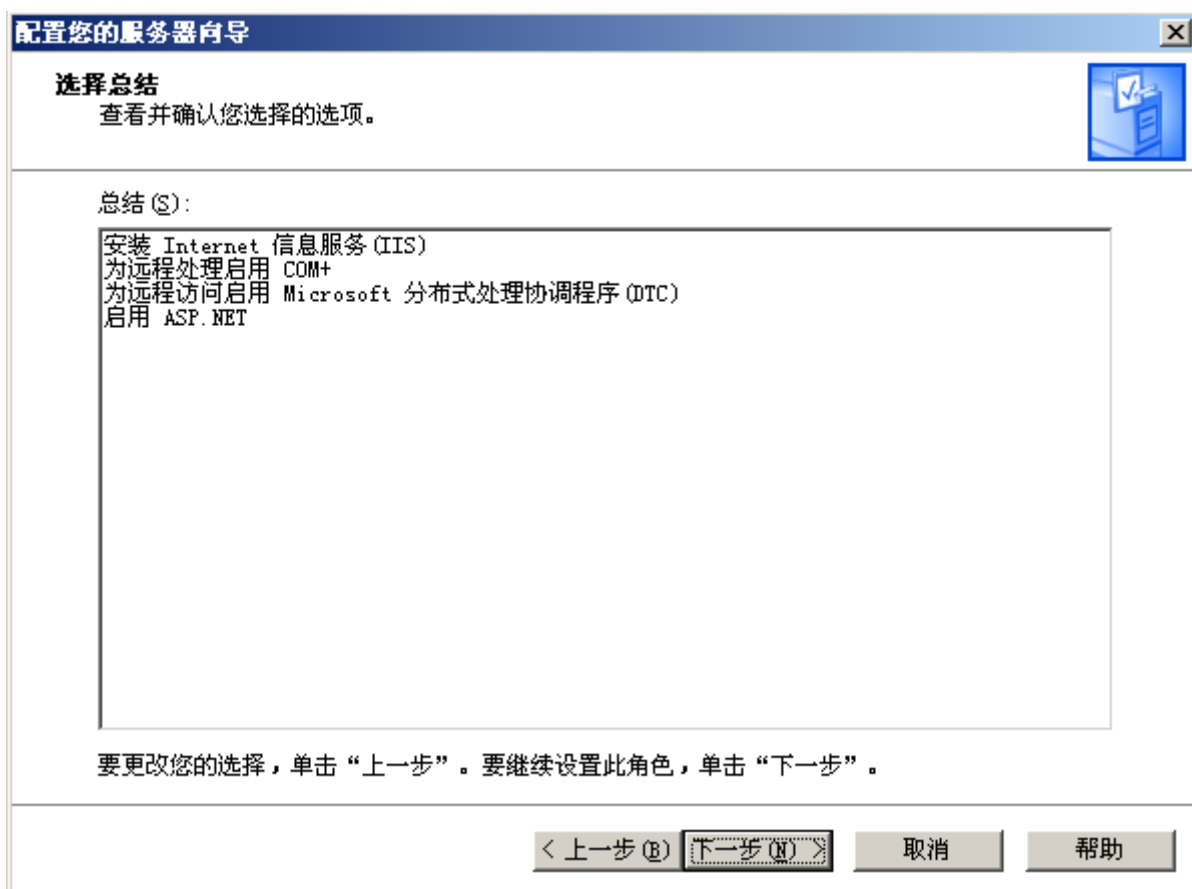 配置您的服务器向导
选择总结
查看并确认您选择的选项。
总结(S):
安装 Internet 信息服务(IIS)
为远程处理启用 COM+
为远程访问启用 Microsoft 分布式处理协调程序(DTC)
启用 ASP.NET
要更改您的选择，单击“上一步”。要继续设置此角色，单击“下一步”。
< 上一步(B) 下一步(N) > 取消 帮助